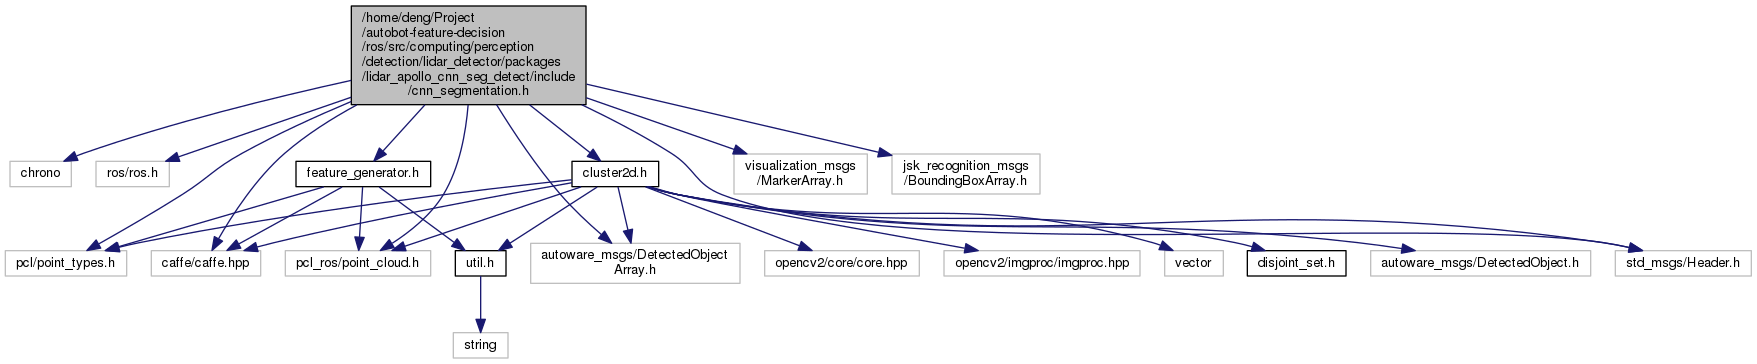 /home/deng/Project
/autobot-feature-decision
/ros/src/computing/perception
/detection/lidar_detector/packages
/lidar_apollo_cnn_seg_detect/include
/cnn_segmentation.h
chrono
ros/ros.h
feature_generator.h
cluster2d.h
visualization_msgs
/MarkerArray.h
jsk_recognition_msgs
/BoundingBoxArray.h
pcl/point_types.h
caffe/caffe.hpp
pcl_ros/point_cloud.h
util.h
autoware_msgs/DetectedObject
Array.h
opencv2/core/core.hpp
opencv2/imgproc/imgproc.hpp
vector
disjoint_set.h
autoware_msgs/DetectedObject.h
std_msgs/Header.h
string